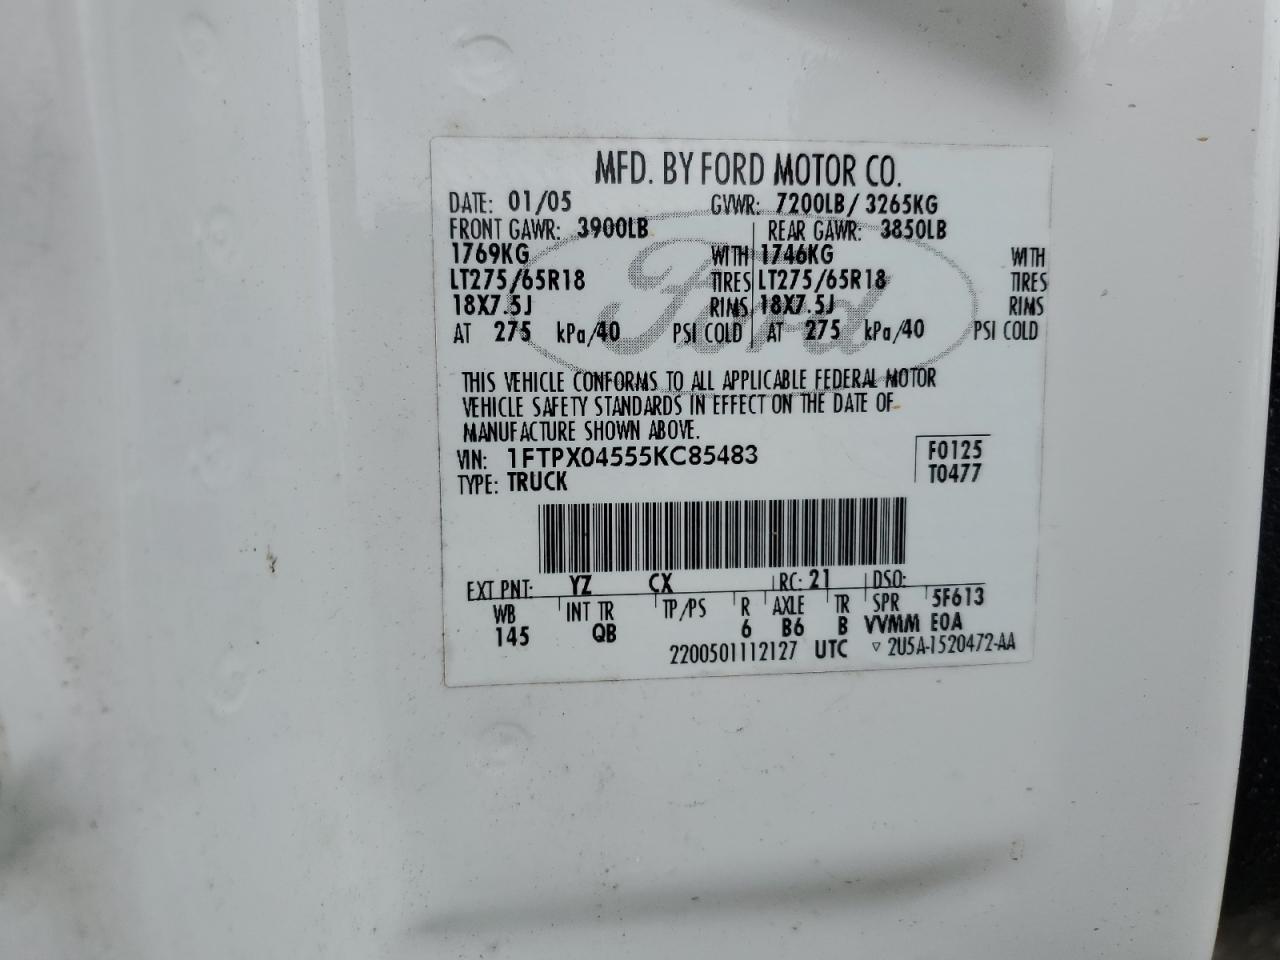 MFD. BY FORD MOTOR CO.
DATE: 01/05 GVWR: 7200LB/ 3265KG
FRONT GAWR: 3900LB REAR GAWR: 3850LB
1769KG WITH 1746KG WITH
LT275/65R18 TIRES LT275/65R18 TIRES
18X7.5J RIMS 18X7.5J RIMS
AT 275 kPa/40 PSI COLD AT 275 kPa/40 PSI COLD
Ford
THIS VEHICLE CONFORMS TO ALL APPLICABLE FEDERAL MOTOR
VEHICLE SAFETY STANDARDS IN EFFECT ON THE DATE OF
MANUFACTURE SHOWN ABOVE.
VIN: 1FTPX04555KC85483 F0125
TYPE: TRUCK T0477
EXT PNT: YZ CX RC: 21 DSO:
WB INT TR TP/PS R AXLE TR SPR 5F613
145 QB 6 B6 B VVMM EOA
2200501112127 UTC ▽ 2U5A-1520472-AA